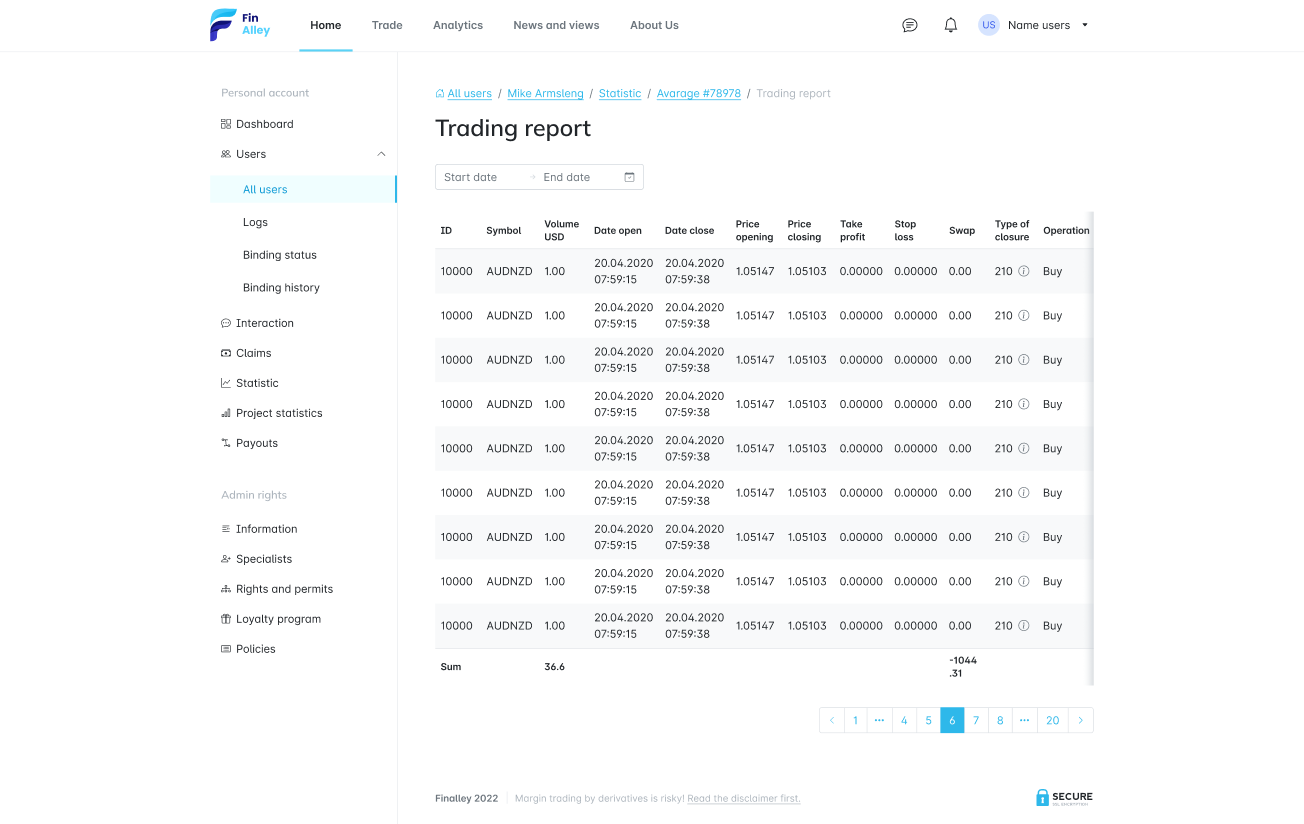 Fin
Alley
Home Trade Analytics News and views About Us
US Name users
Personal account
Dashboard
Users
All users
Logs
Binding status
Binding history
Interaction
Claims
Statistic
Project statistics
Payouts
Admin rights
Information
Specialists
Rights and permits
Loyalty program
Policies
All users / Mike Armsleng / Statistic / Avarage #78978 / Trading report
Trading report
Start date End date
ID Symbol Volume USD Date open Date close Price opening Price closing Take profit Stop loss Swap Type of closure Operation
10000 AUDNZD 1.00 20.04.2020 07:59:15 20.04.2020 07:59:38 1.05147 1.05103 0.00000 0.00000 0.00 210 Buy
10000 AUDNZD 1.00 20.04.2020 07:59:15 20.04.2020 07:59:38 1.05147 1.05103 0.00000 0.00000 0.00 210 Buy
10000 AUDNZD 1.00 20.04.2020 07:59:15 20.04.2020 07:59:38 1.05147 1.05103 0.00000 0.00000 0.00 210 Buy
10000 AUDNZD 1.00 20.04.2020 07:59:15 20.04.2020 07:59:38 1.05147 1.05103 0.00000 0.00000 0.00 210 Buy
10000 AUDNZD 1.00 20.04.2020 07:59:15 20.04.2020 07:59:38 1.05147 1.05103 0.00000 0.00000 0.00 210 Buy
10000 AUDNZD 1.00 20.04.2020 07:59:15 20.04.2020 07:59:38 1.05147 1.05103 0.00000 0.00000 0.00 210 Buy
10000 AUDNZD 1.00 20.04.2020 07:59:15 20.04.2020 07:59:38 1.05147 1.05103 0.00000 0.00000 0.00 210 Buy
10000 AUDNZD 1.00 20.04.2020 07:59:15 20.04.2020 07:59:38 1.05147 1.05103 0.00000 0.00000 0.00 210 Buy
10000 AUDNZD 1.00 20.04.2020 07:59:15 20.04.2020 07:59:38 1.05147 1.05103 0.00000 0.00000 0.00 210 Buy
Sum 36.6 -1044.31
1 ••• 4 5 6 7 8 ••• 20
Finalley 2022 Margin trading by derivatives is risky! Read the disclaimer first.
SECURE